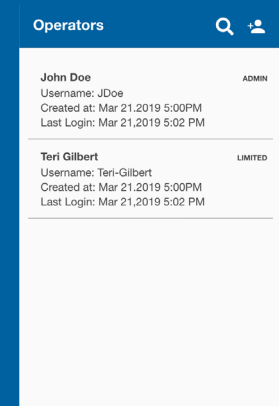 Operators
John Doe ADMIN
Username: JDoe
Created at: Mar 21.2019 5:00PM
Last Login: Mar 21,2019 5:02 PM
Teri Gilbert LIMITED
Username: Teri-Gilbert
Created at: Mar 21.2019 5:00PM
Last Login: Mar 21,2019 5:02 PM